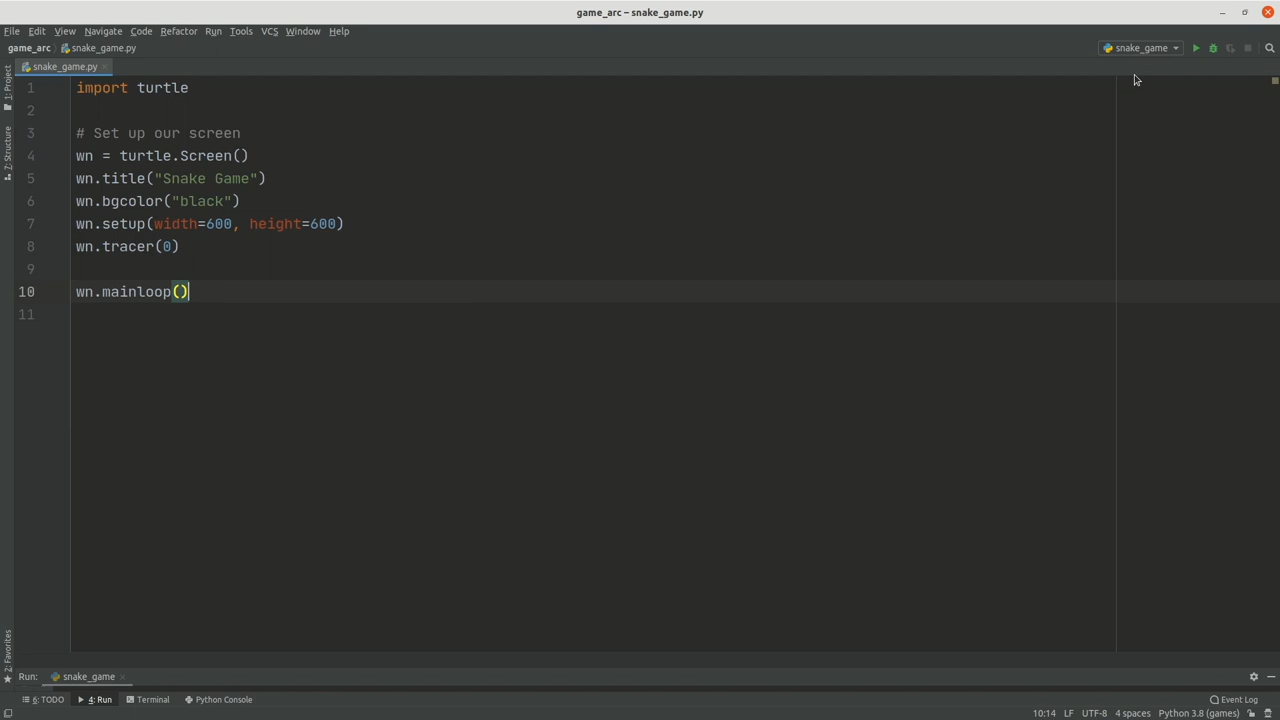 game_arc – snake_game.py
File Edit View Navigate Code Refactor Run Tools VCS Window Help
game_arc snake_game.py snake_game
1: Project
Z: Structure
2: Favorites
snake_game.py
1 import turtle
2
3 # Set up our screen
4 wn = turtle.Screen()
5 wn.title("Snake Game")
6 wn.bgcolor("black")
7 wn.setup(width=600, height=600)
8 wn.tracer(0)
9
10 wn.mainloop()
11
Run: snake_game
6: TODO 4: Run Terminal Python Console Event Log
10:14 LF UTF-8 4 spaces Python 3.8 (games)